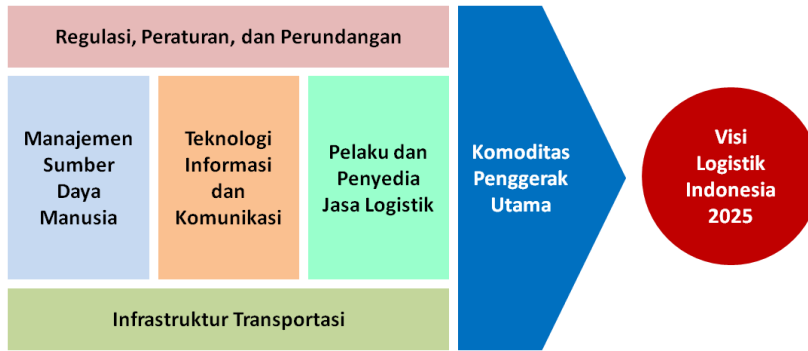 Regulasi, Peraturan, dan Perundangan
Manajemen
Sumber
Daya
Manusia
Teknologi
Informasi
dan
Komunikasi
Pelaku dan
Penyedia
Jasa Logistik
Infrastruktur Transportasi
Komoditas
Penggerak
Utama
Visi
Logistik
Indonesia
2025